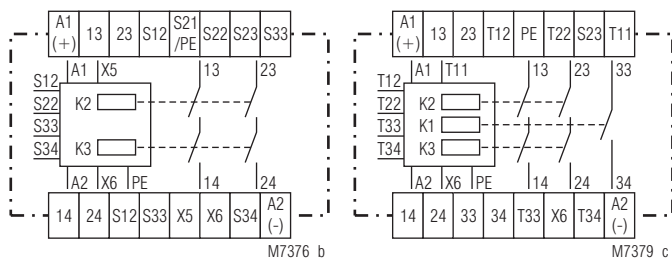 A1 (+) 13 23 S12 S21 /PE S22 S23 S33
A1 X5 13 23
S12
S22 K2
S33
S34 K3
A2 X6 PE 14 24
14 24 S12 S33 X5 X6 S34 A2 (-)
M7376 b
A1 (+) 13 23 T12 PE T22 S23 T11
A1 T11 13 23 33
T12
T22 K2
T33 K1
T34 K3
A2 X6 PE 14 24 34
14 24 33 34 T33 X6 T34 A2 (-)
M7379 c